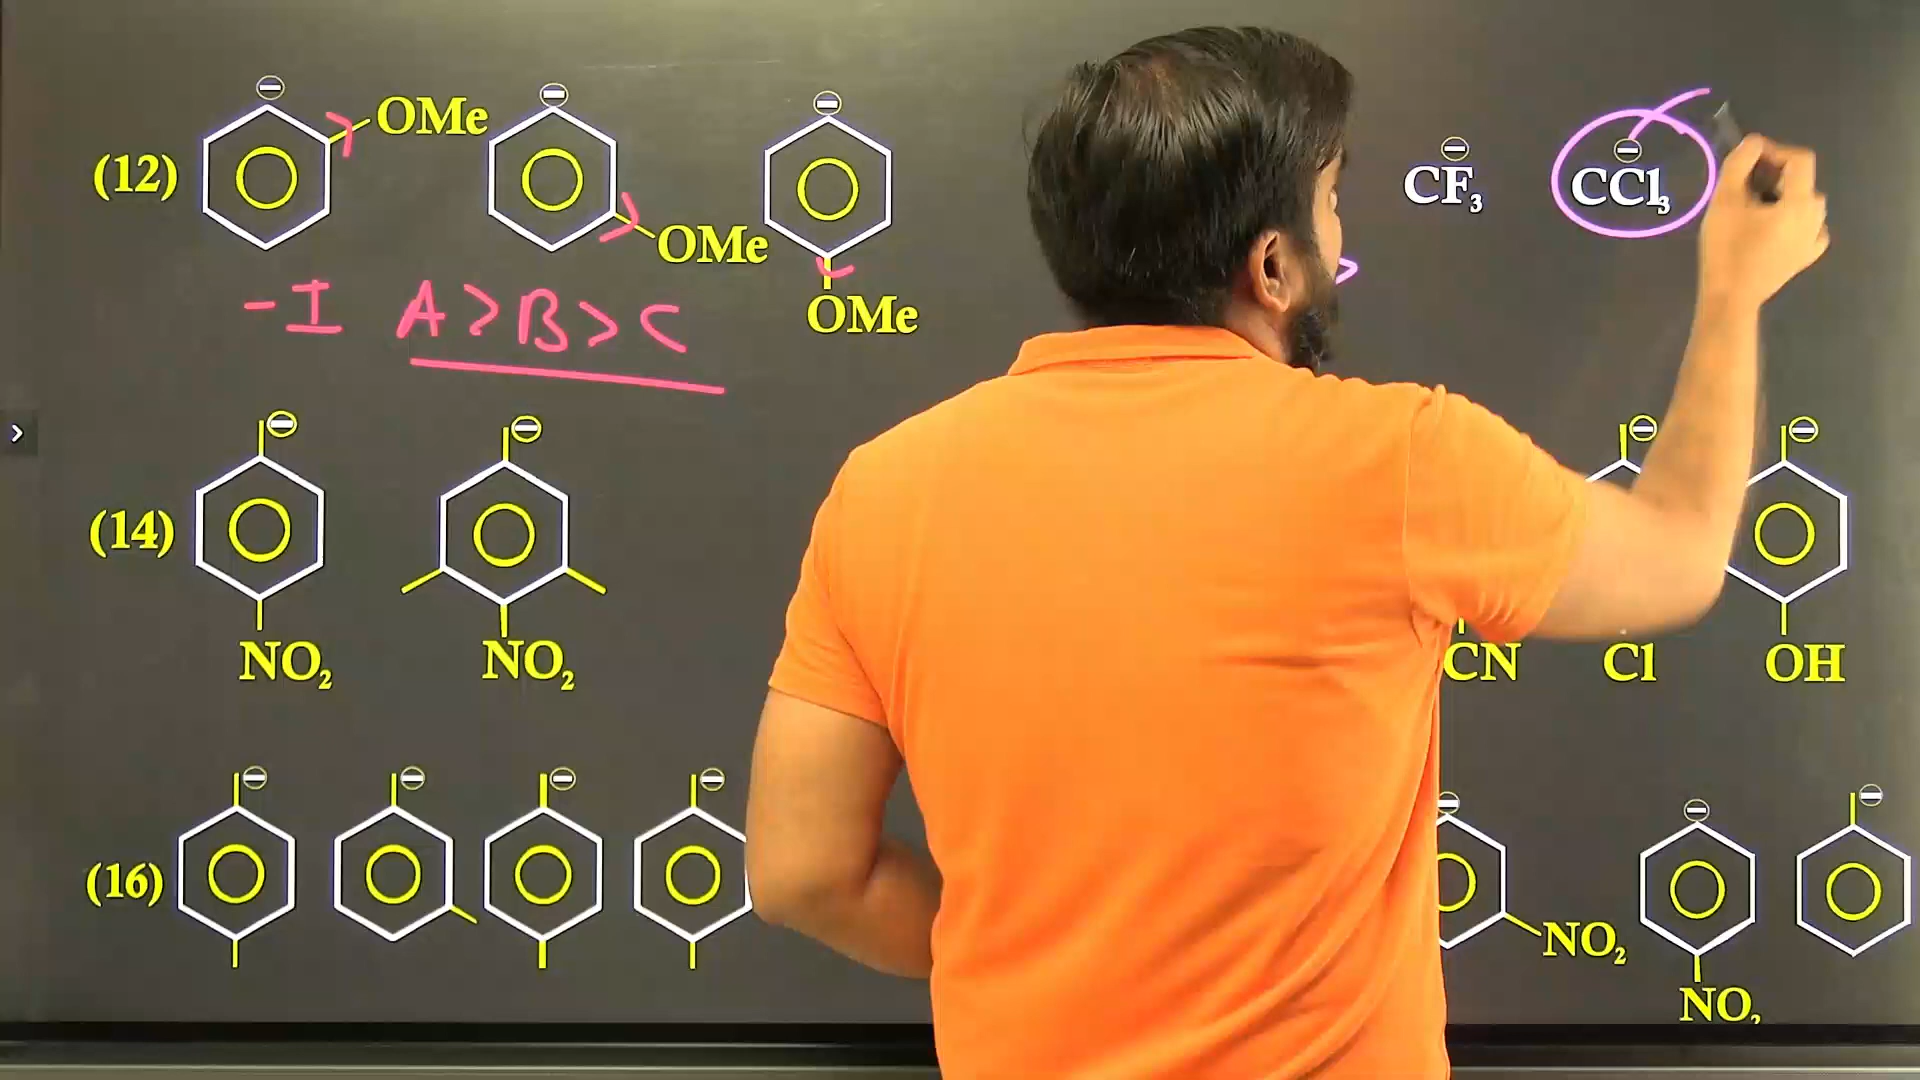 (12) OMe OMe OMe
-I A>B>C
CF₃ CCl₃
(14) NO₂ NO₂
CN Cl OH
(16) NO₂ NO₂